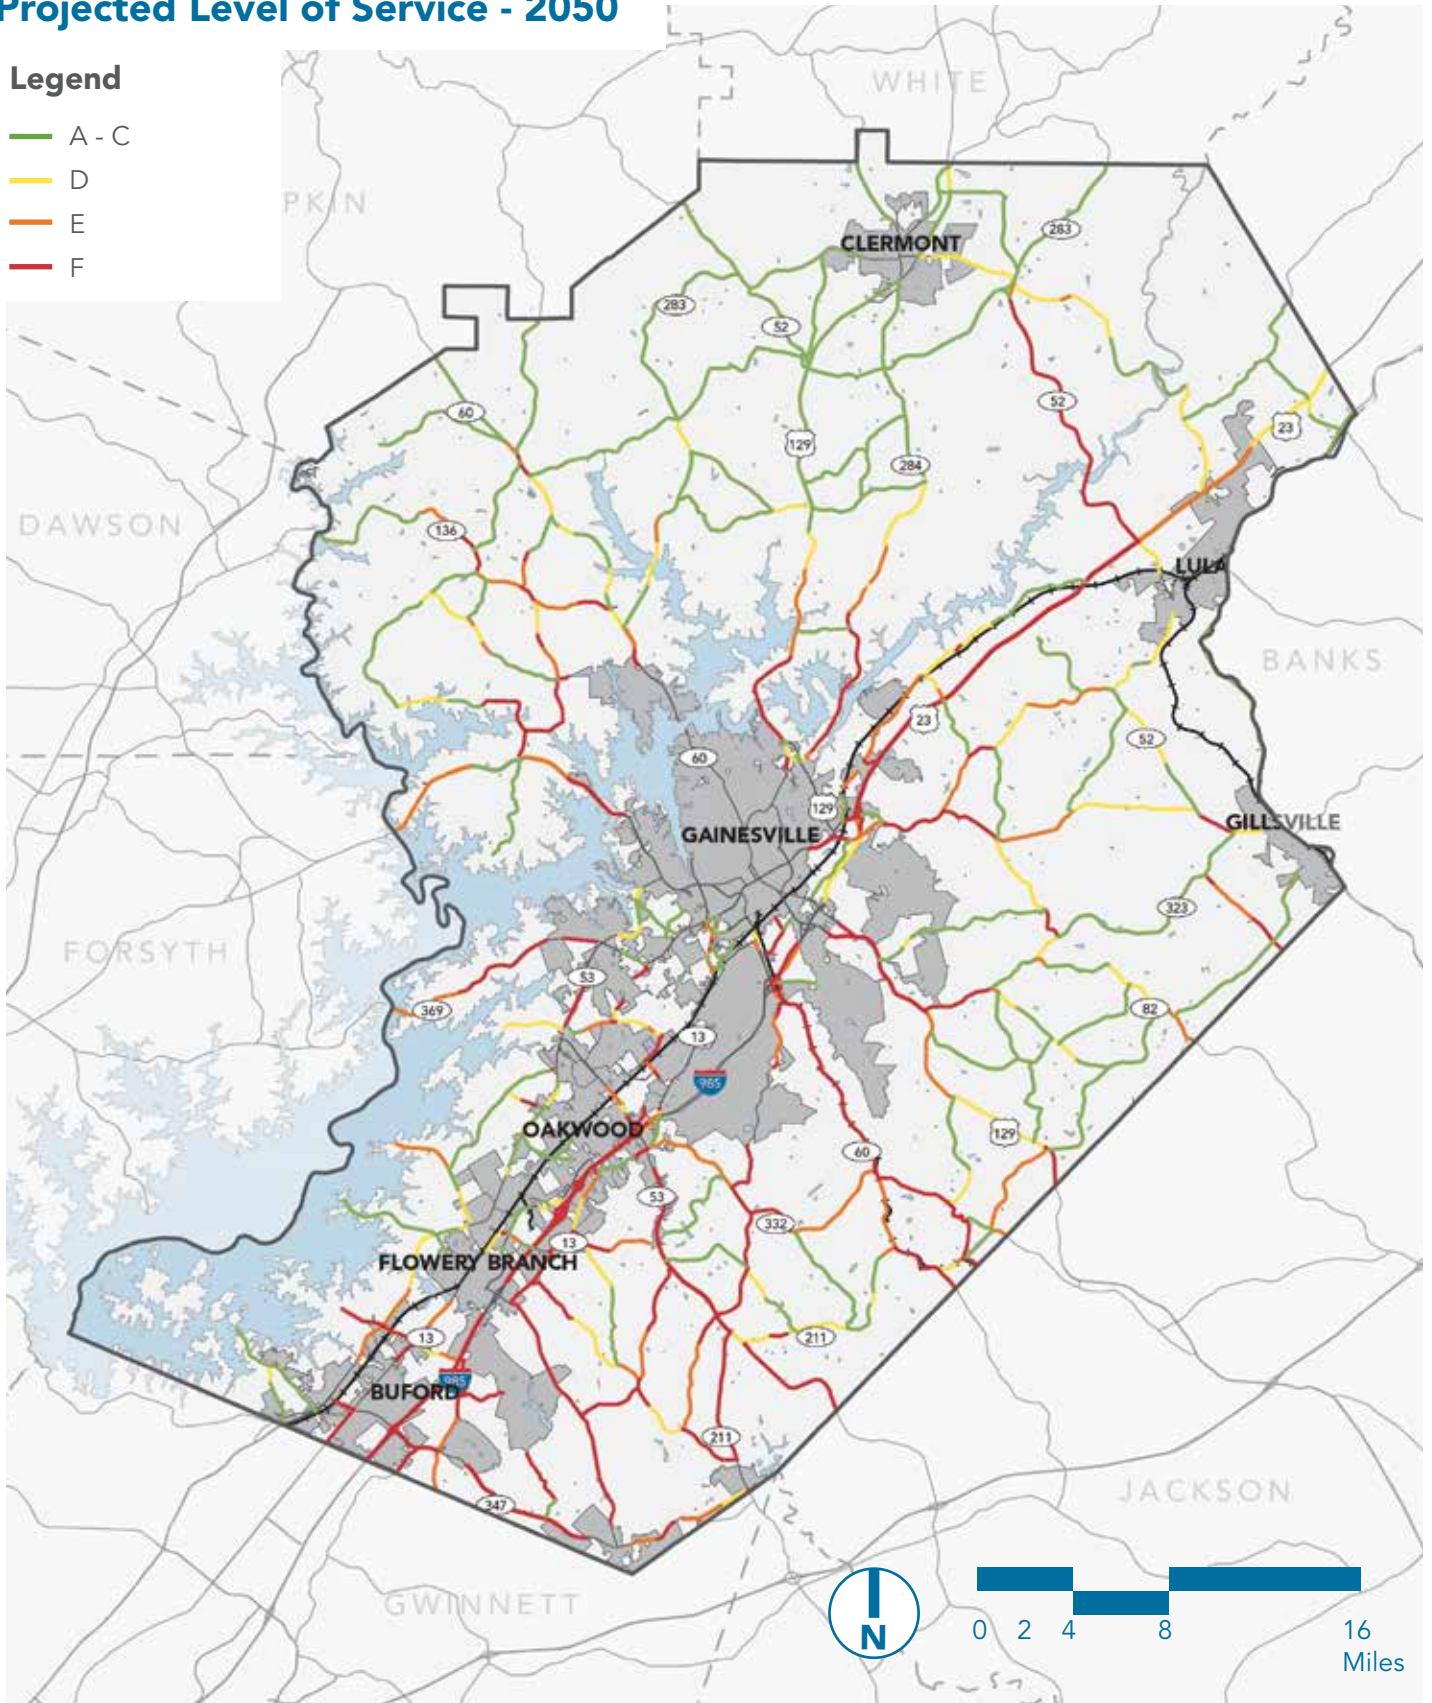 Projected Level of Service - 2050
Legend
A - C
D
E
F
WHITE
PKIN
CLERMONT
283
283
52
60
52
23
129
284
DAWSON
136
LULA
BANKS
23
52
60
129
GAINESVILLE
GILLSVILLE
323
FORSYTH
53
369
82
13
985
OAKWOOD
129
60
53
332
13
FLOWERY BRANCH
13
211
985
BUFORD
211
347
JACKSON
GWINNETT
N
0 2 4 8 16
Miles